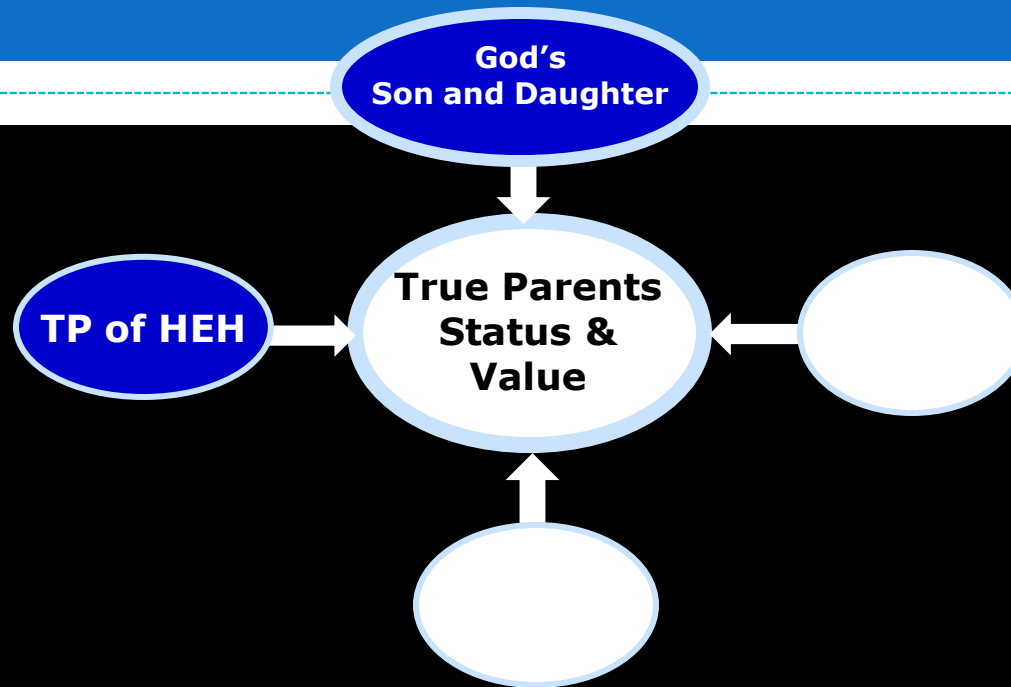 God’s
Son and Daughter
TP of HEH
True Parents
Status &
Value